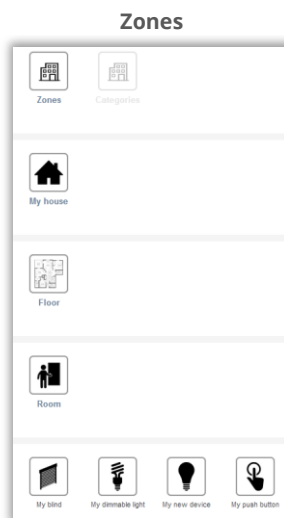 Zones
Zones Categories
My house
Floor
Room
My blind My dimmable light My new device My push button